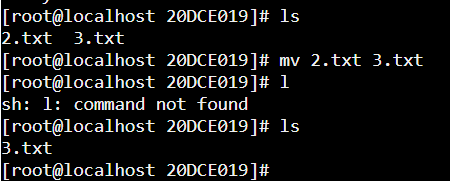 [root@localhost 20DCE019]# ls
2.txt  3.txt
[root@localhost 20DCE019]# mv 2.txt 3.txt
[root@localhost 20DCE019]# l
sh: l: command not found
[root@localhost 20DCE019]# ls
3.txt
[root@localhost 20DCE019]#